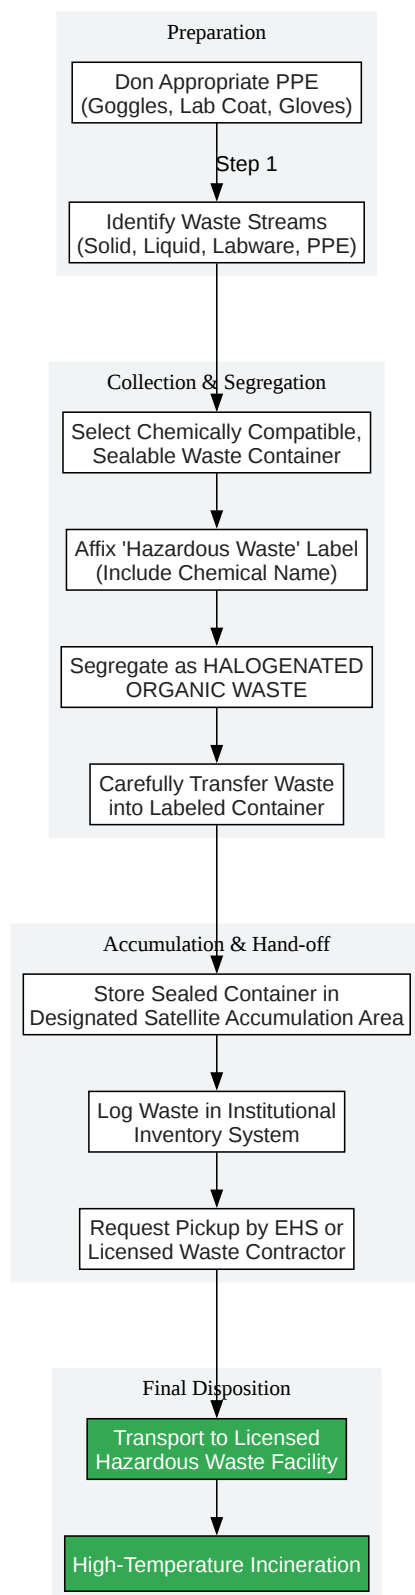 Preparation
Don Appropriate PPE
(Goggles, Lab Coat, Gloves)
Step 1
Identify Waste Streams
(Solid, Liquid, Labware, PPE)
Collection & Segregation
Select Chemically Compatible,
Sealable Waste Container
Affix 'Hazardous Waste' Label
(Include Chemical Name)
Segregate as HALOGENATED
ORGANIC WASTE
Carefully Transfer Waste
into Labeled Container
Accumulation & Hand-off
Store Sealed Container in
Designated Satellite Accumulation Area
Log Waste in Institutional
Inventory System
Request Pickup by EHS or
Licensed Waste Contractor
Final Disposition
Transport to Licensed
Hazardous Waste Facility
High-Temperature Incineration